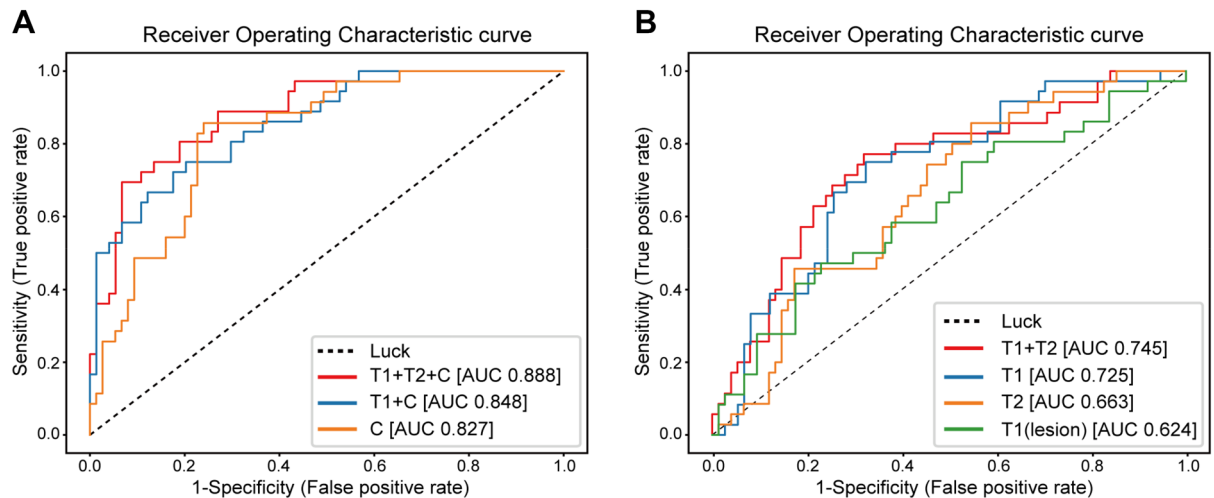 A
Receiver Operating Characteristic curve
Sensitivity (True positive rate)
1.0
0.8
0.6
0.4
0.2
0.0
Luck
T1+T2+C [AUC 0.888]
T1+C [AUC 0.848]
C [AUC 0.827]
0.0 0.2 0.4 0.6 0.8 1.0
1-Specificity (False positive rate)
B
Receiver Operating Characteristic curve
Sensitivity (True positive rate)
1.0
0.8
0.6
0.4
0.2
0.0
Luck
T1+T2 [AUC 0.745]
T1 [AUC 0.725]
T2 [AUC 0.663]
T1(lesion) [AUC 0.624]
0.0 0.2 0.4 0.6 0.8 1.0
1-Specificity (False positive rate)